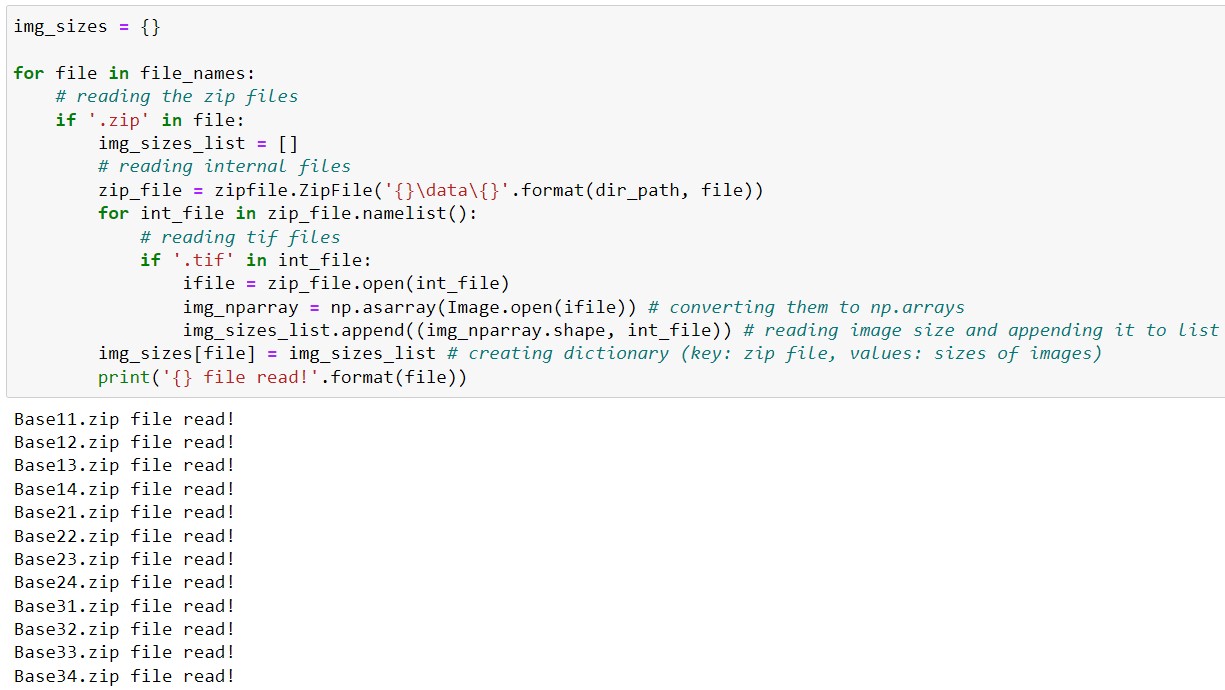 img_sizes = {}
for file in file_names:
# reading the zip files
if '.zip' in file:
img_sizes_list = []
# reading internal files
zip_file = zipfile.ZipFile('{}\data\{}'.format(dir_path, file))
for int_file in zip_file.namelist():
# reading tif files
if '.tif' in int_file:
ifile = zip_file.open(int_file)
img_nparray = np.asarray(Image.open(ifile)) # converting them to np.arrays
img_sizes_list.append((img_nparray.shape, int_file)) # reading image size and appending it to list
img_sizes[file] = img_sizes_list # creating dictionary (key: zip file, values: sizes of images)
print('{} file read!'.format(file))
Base11.zip file read!
Base12.zip file read!
Base13.zip file read!
Base14.zip file read!
Base21.zip file read!
Base22.zip file read!
Base23.zip file read!
Base24.zip file read!
Base31.zip file read!
Base32.zip file read!
Base33.zip file read!
Base34.zip file read!